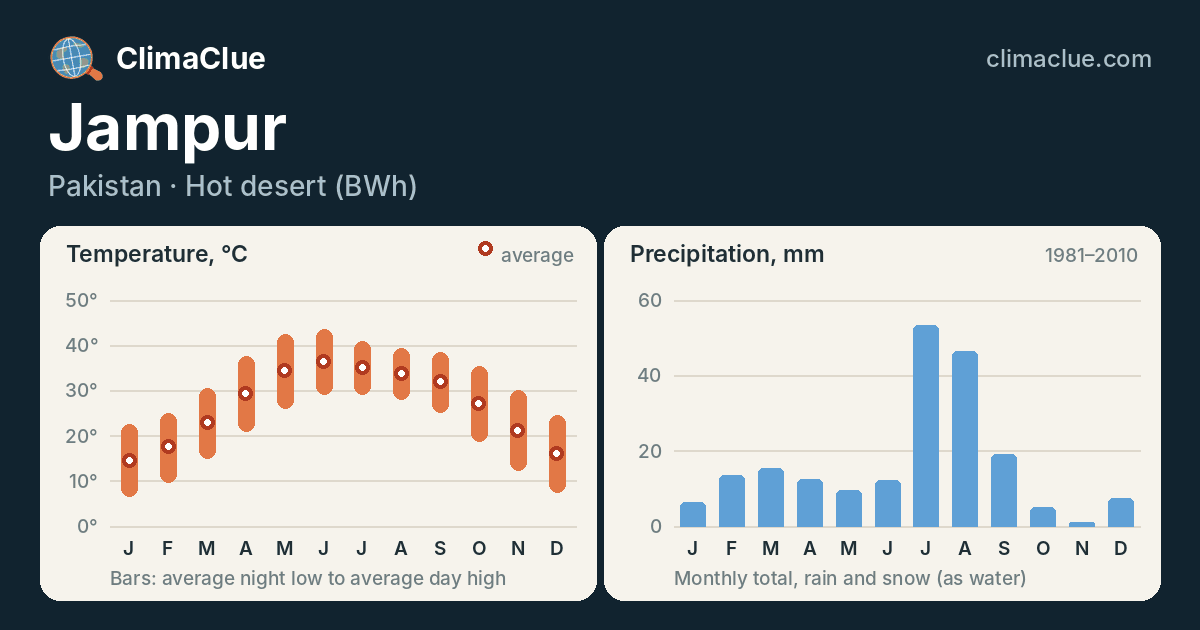 ClimaClue
climaclue.com
Jampur
Pakistan · Hot desert (BWh)
Temperature, °C
average
50°
40°
30°
20°
10°
0°
J F M A M J J A S O N D
Bars: average night low to average day high
Precipitation, mm
1981–2010
60
40
20
0
J F M A M J J A S O N D
Monthly total, rain and snow (as water)